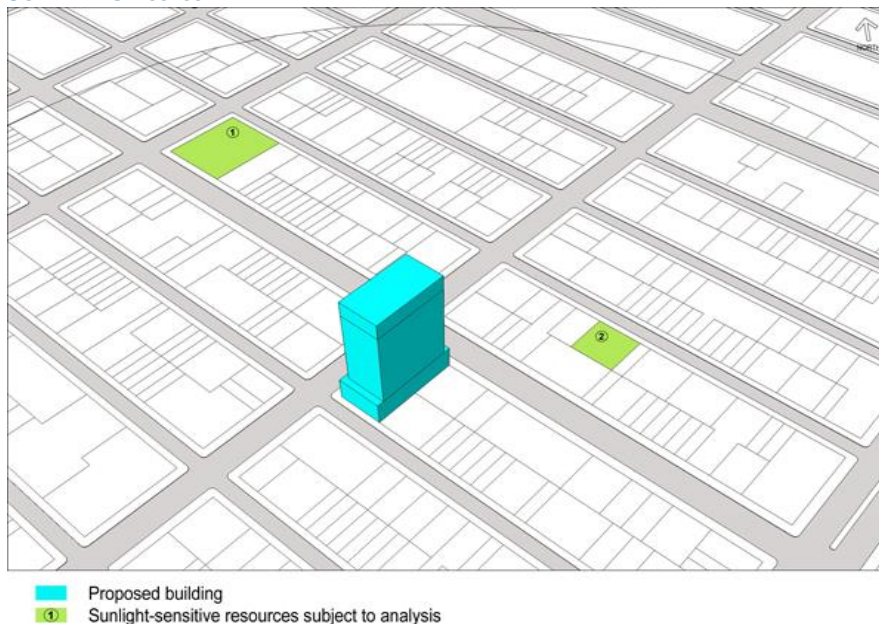 NORTH
①
②
Proposed building
① Sunlight-sensitive resources subject to analysis